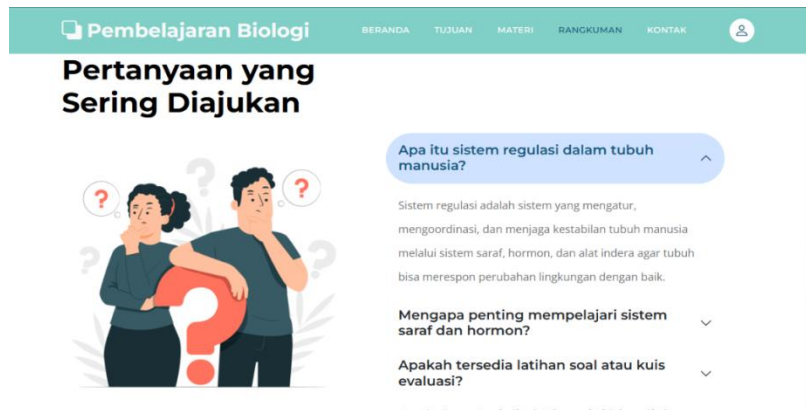 Pembelajaran Biologi
BERANDA TUJUAN MATERI RANGKUMAN KONTAK
Pertanyaan yang
Sering Diajukan
? ?
?
?
?
?
Apa itu sistem regulasi dalam tubuh
manusia?
Sistem regulasi adalah sistem yang mengatur,
mengoordinasi, dan menjaga kestabilan tubuh manusia
melalui sistem saraf, hormon, dan alat indera agar tubuh
bisa merespon perubahan lingkungan dengan baik.
Mengapa penting mempelajari sistem
saraf dan hormon?
Apakah tersedia latihan soal atau kuis
evaluasi?